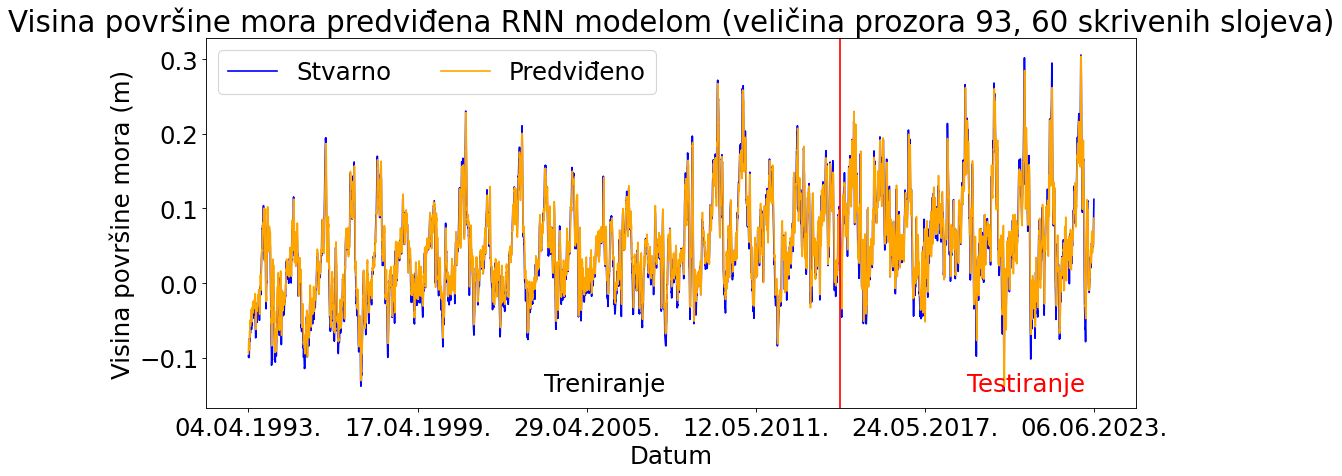 Visina površine mora predviđena RNN modelom (veličina prozora 93, 60 skrivenih slojeva)
Stvarno
Predviđeno
Visina površine mora (m)
0.3
0.2
0.1
0.0
−0.1
Treniranje
Testiranje
04.04.1993.
17.04.1999.
29.04.2005.
12.05.2011.
24.05.2017.
06.06.2023.
Datum